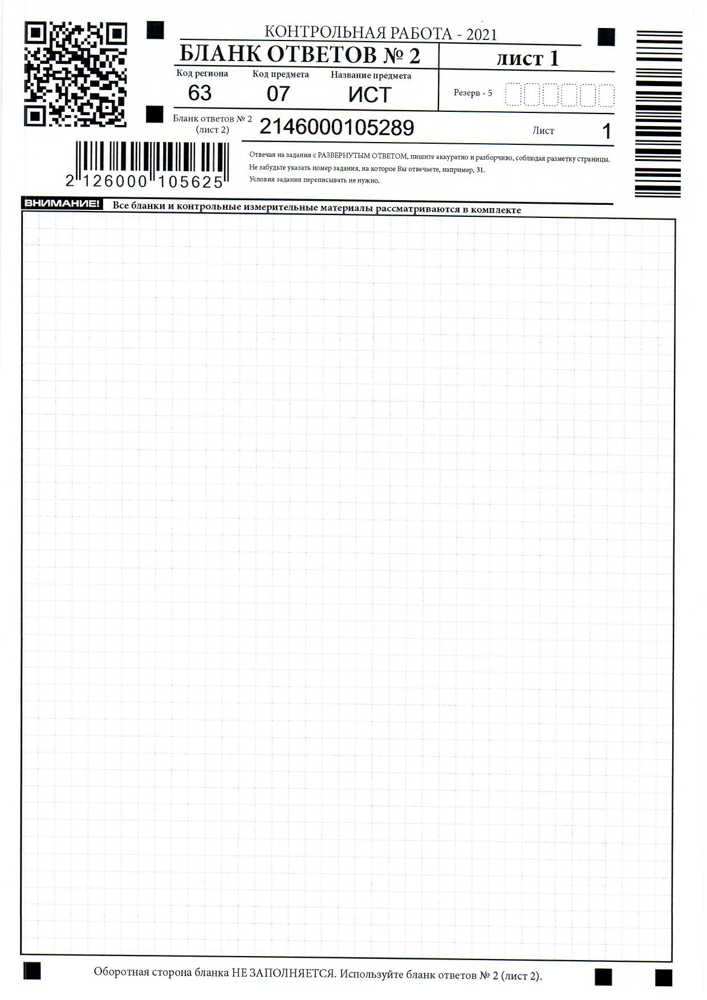 КОНТРОЛЬНАЯ РАБОТА - 2021
БЛАНК ОТВЕТОВ № 2
лист 1
Код региона Код предмета Название предмета
63 07 ИСТ
Резерв - 5
Бланк ответов № 2
(лист 2)
2146000105289
Лист 1
Отвечая на задания с РАЗВЕРНУТЫМ ОТВЕТОМ, пишите аккуратно и разборчиво, соблюдая разметку страницы.
Не забудьте указать номер задания, на которое Вы отвечаете, например, 31.
Условия задания переписывать не нужно.
2 126000 105625
ВНИМАНИЕ! Все бланки и контрольные измерительные материалы рассматриваются в комплекте
Оборотная сторона бланка НЕ ЗАПОЛНЯЕТСЯ. Используйте бланк ответов № 2 (лист 2).